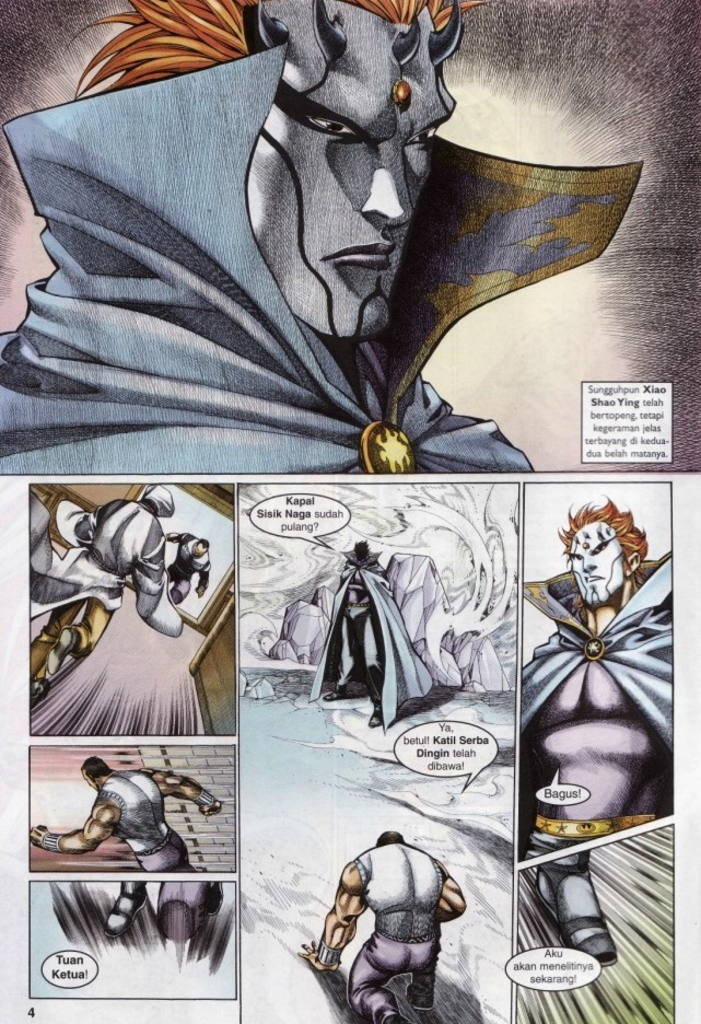 Sungguhpun Xiao
Shao Ying telah
bertopeng, tetapi
kegeraman jelas
terbayang di kedua-
dua belah matanya.
Tuan
Ketua!
Kapal
Sisik Naga sudah
pulang?
Ya,
betul! Katil Serba
Dingin telah
dibawa!
Bagus!
Aku
akan menelitinya
sekarang!
4